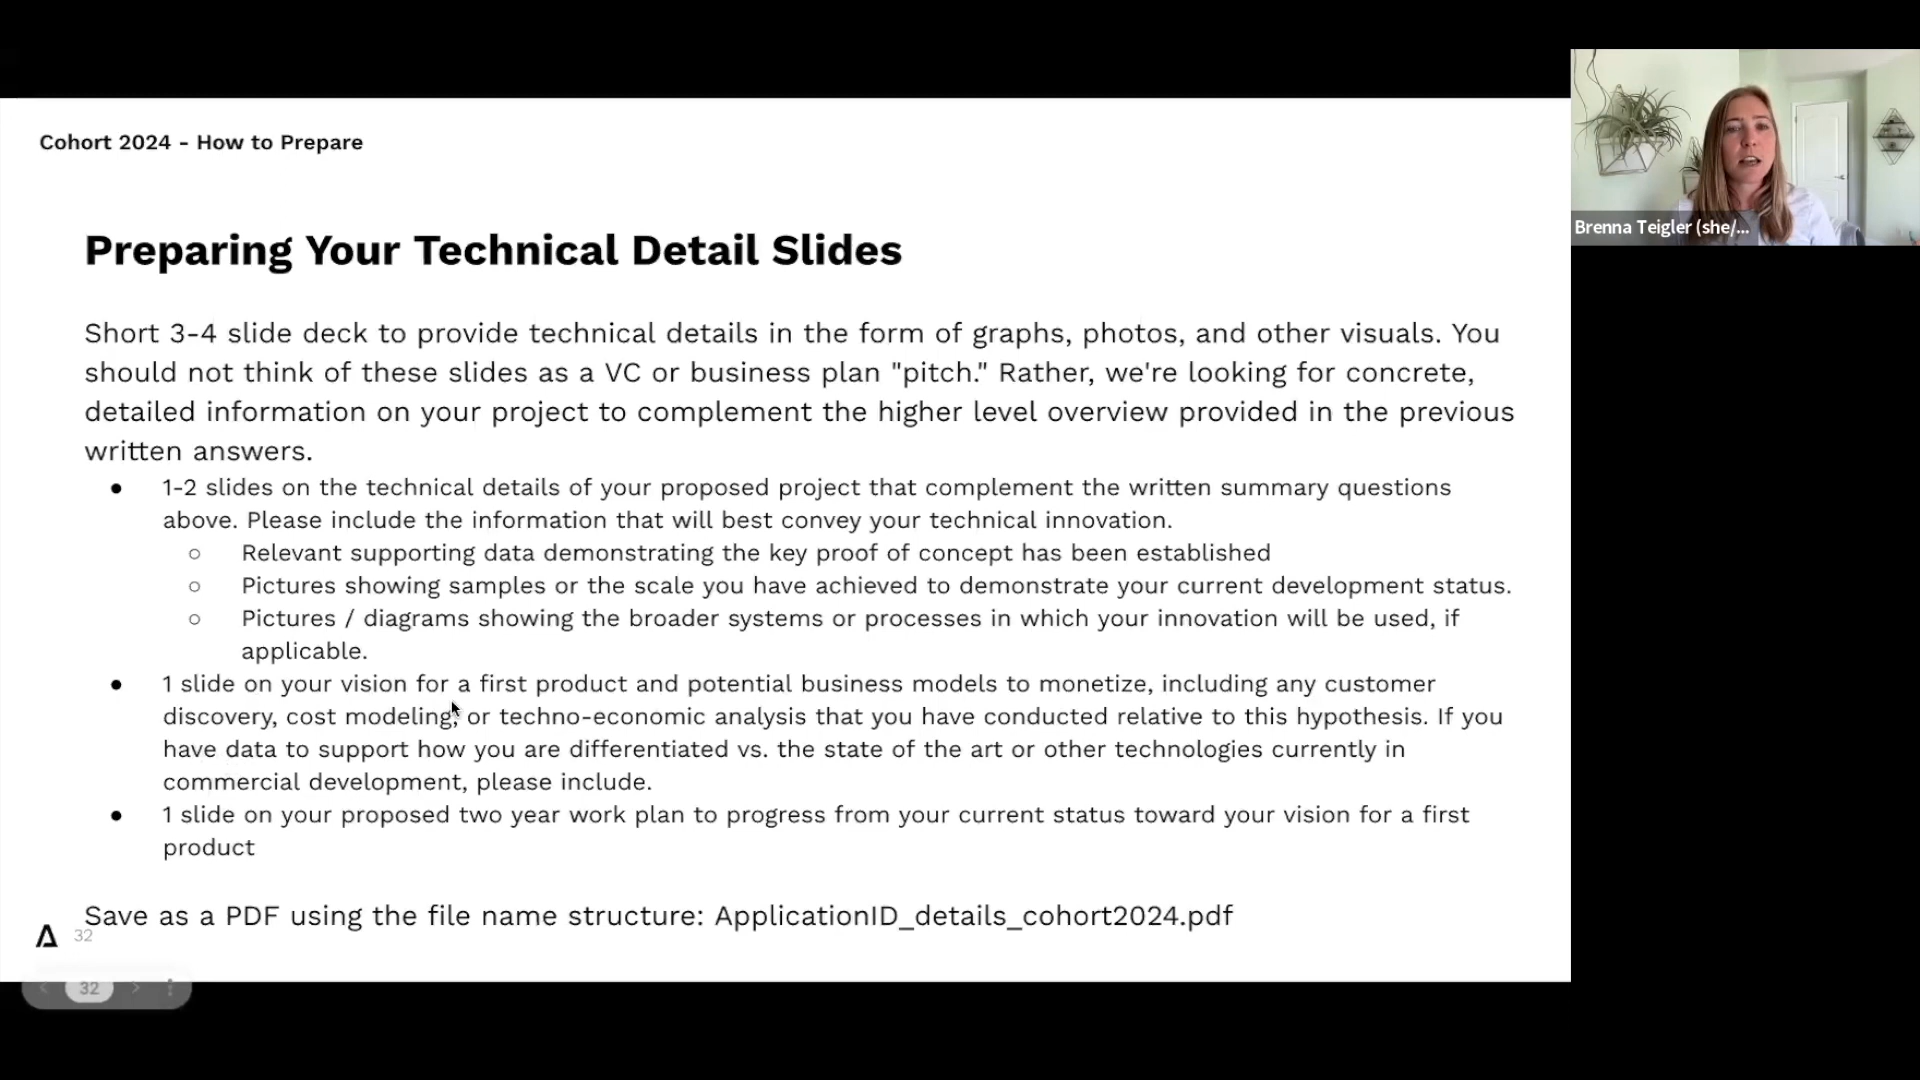 Cohort 2024 - How to Prepare
Brenna Teigler (she/...
Preparing Your Technical Detail Slides
Short 3-4 slide deck to provide technical details in the form of graphs, photos, and other visuals. You
should not think of these slides as a VC or business plan "pitch." Rather, we're looking for concrete,
detailed information on your project to complement the higher level overview provided in the previous
written answers.
● 1-2 slides on the technical details of your proposed project that complement the written summary questions
above. Please include the information that will best convey your technical innovation.
○ Relevant supporting data demonstrating the key proof of concept has been established
○ Pictures showing samples or the scale you have achieved to demonstrate your current development status.
○ Pictures / diagrams showing the broader systems or processes in which your innovation will be used, if
applicable.
● 1 slide on your vision for a first product and potential business models to monetize, including any customer
discovery, cost modeling, or techno-economic analysis that you have conducted relative to this hypothesis. If you
have data to support how you are differentiated vs. the state of the art or other technologies currently in
commercial development, please include.
● 1 slide on your proposed two year work plan to progress from your current status toward your vision for a first
product
Save as a PDF using the file name structure: ApplicationID_details_cohort2024.pdf
32
32